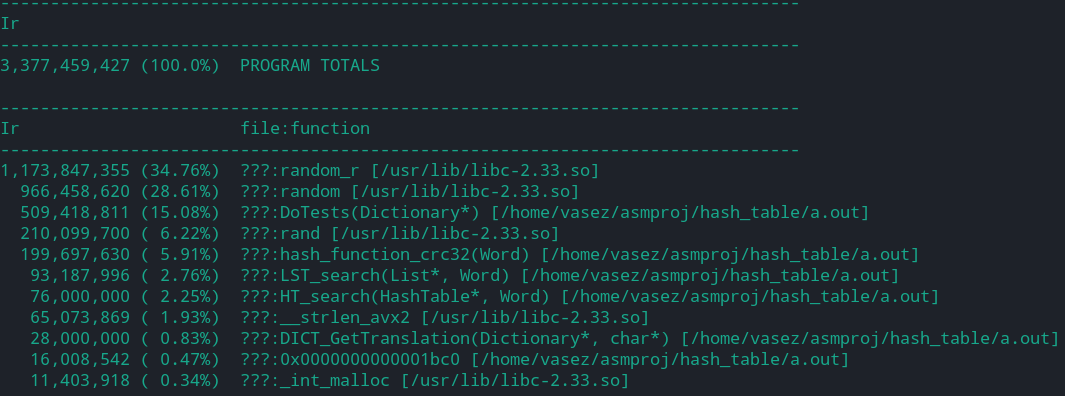 --------------------------------------------------------------------------------
Ir
--------------------------------------------------------------------------------
3,377,459,427 (100.0%)  PROGRAM TOTALS
--------------------------------------------------------------------------------
Ir                      file:function
--------------------------------------------------------------------------------
1,173,847,355 (34.76%)  ???:random_r [/usr/lib/libc-2.33.so]
  966,458,620 (28.61%)  ???:random [/usr/lib/libc-2.33.so]
  509,418,811 (15.08%)  ???:DoTests(Dictionary*) [/home/vasez/asmproj/hash_table/a.out]
  210,099,700 ( 6.22%)  ???:rand [/usr/lib/libc-2.33.so]
  199,697,630 ( 5.91%)  ???:hash_function_crc32(Word) [/home/vasez/asmproj/hash_table/a.out]
   93,187,996 ( 2.76%)  ???:LST_search(List*, Word) [/home/vasez/asmproj/hash_table/a.out]
   76,000,000 ( 2.25%)  ???:HT_search(HashTable*, Word) [/home/vasez/asmproj/hash_table/a.out]
   65,073,869 ( 1.93%)  ???:__strlen_avx2 [/usr/lib/libc-2.33.so]
   28,000,000 ( 0.83%)  ???:DICT_GetTranslation(Dictionary*, char*) [/home/vasez/asmproj/hash_table/a.out]
   16,008,542 ( 0.47%)  ???:0x0000000000001bc0 [/home/vasez/asmproj/hash_table/a.out]
   11,403,918 ( 0.34%)  ???:_int_malloc [/usr/lib/libc-2.33.so]